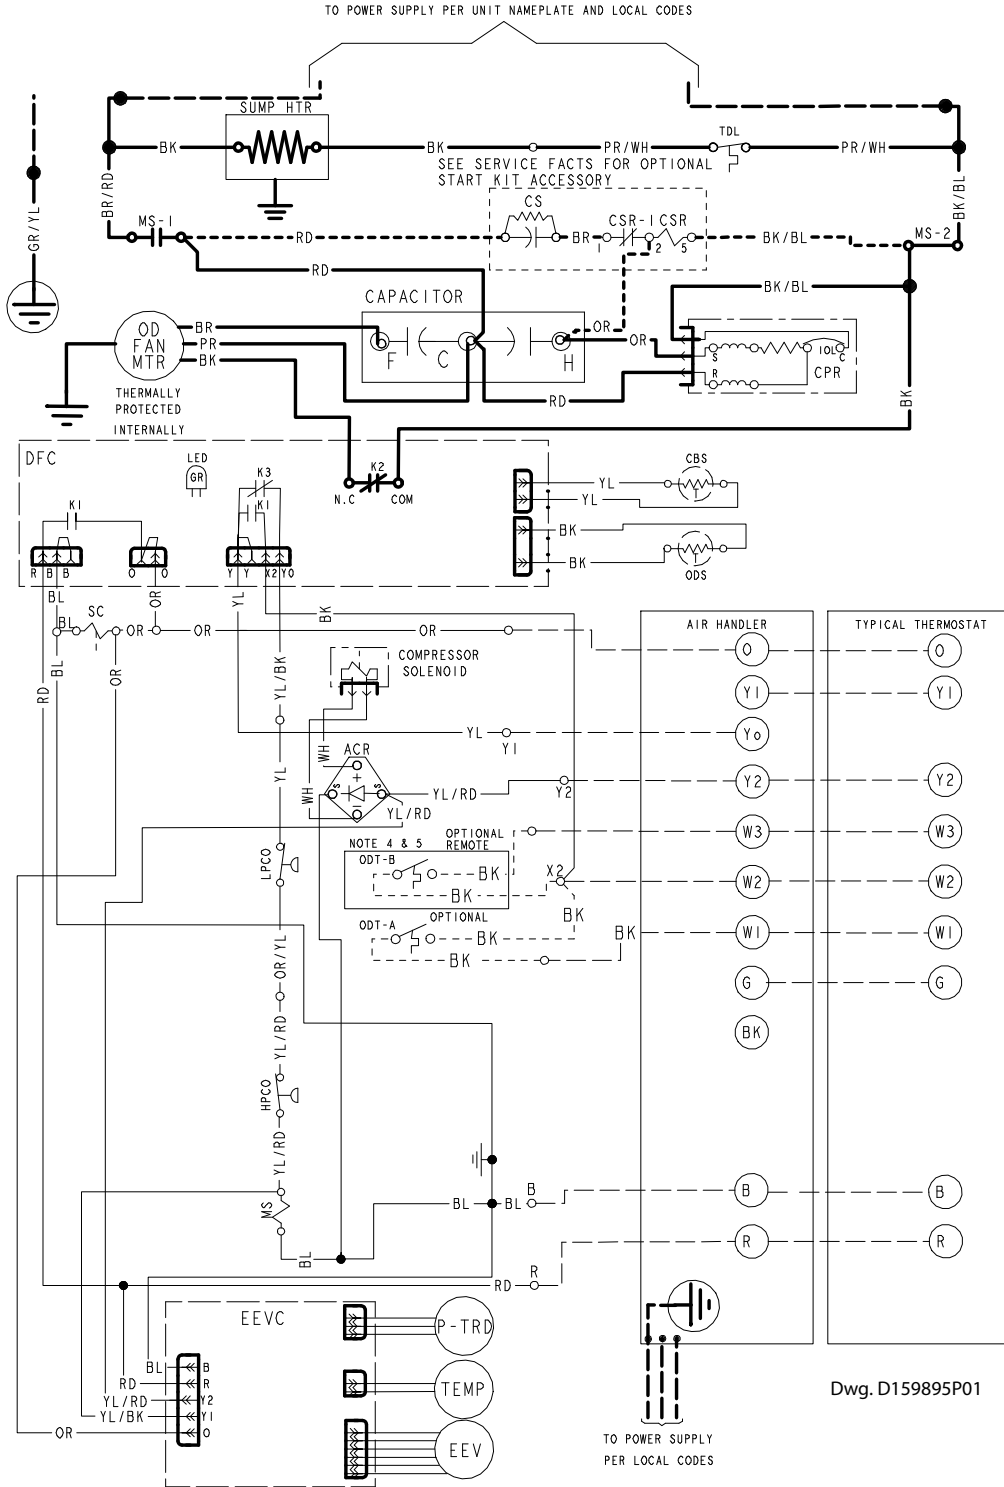 TO POWER SUPPLY PER UNIT NAMEPLATE AND LOCAL CODES
SUMP HTR
TDL
BK
BK
PR/WH
PR/WH
SEE SERVICE FACTS FOR OPTIONAL
START KIT ACCESSORY
BR/RD
BK/BL
GR/YL
CS
MS-1
CSR-1 CSR
RD
BR
1
2
5
BK/BL
MS-2
RD
BK/BL
CAPACITOR
OR
OD
FAN
MTR
BR
PR
BK
F
C
H
OR
S
R
IOL
C
CPR
THERMALLY
PROTECTED
INTERNALLY
RD
BK
DFC
LED
GR
K3
K1
K2
N.C
COM
CBS
YL
YL
K1
BK
BK
ODS
R
B
B
O
O
Y
Y
X2
YO
BL
SC
OR
YL
BK
BL
OR
OR
OR
AIR HANDLER
TYPICAL THERMOSTAT
O
O
COMPRESSOR
SOLENOID
BL
RD
OR
YL/BK
Y1
Y1
YL
Y1
Yo
WH
ACR
YL
+
S
S
-
WH
YL/RD
Y2
Y2
Y2
YL/RD
NOTE 4 & 5
OPTIONAL
REMOTE
W3
W3
LPCO
ODT-B
BK
X2
W2
W2
BK
ODT-A
OPTIONAL
BK
BK
BK
W1
W1
BK
OR/YL
G
G
YL/RD
BK
HPCO
YL/RD
MS
BL
BL
B
B
B
BL
R
R
RD
R
EEVC
P-TRD
BL
B
RD
R
YL/RD
Y2
YL/BK
Y1
OR
O
TEMP
EEV
Dwg. D159895P01
TO POWER SUPPLY
PER LOCAL CODES